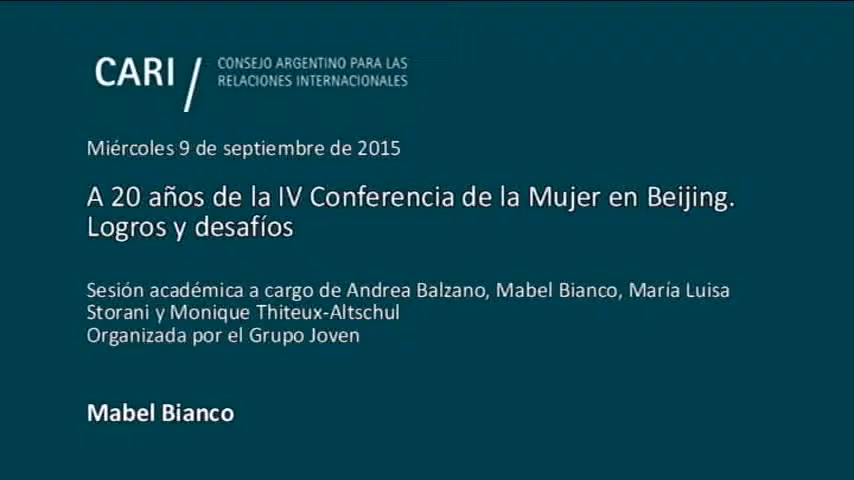 CARI
CONSEJO ARGENTINO PARA LAS
RELACIONES INTERNACIONALES
Miércoles 9 de septiembre de 2015
A 20 años de la IV Conferencia de la Mujer en Beijing.
Logros y desafíos
Sesión académica a cargo de Andrea Balzano, Mabel Bianco, María Luisa
Storani y Monique Thiteux-Altschul
Organizada por el Grupo Joven
Mabel Bianco